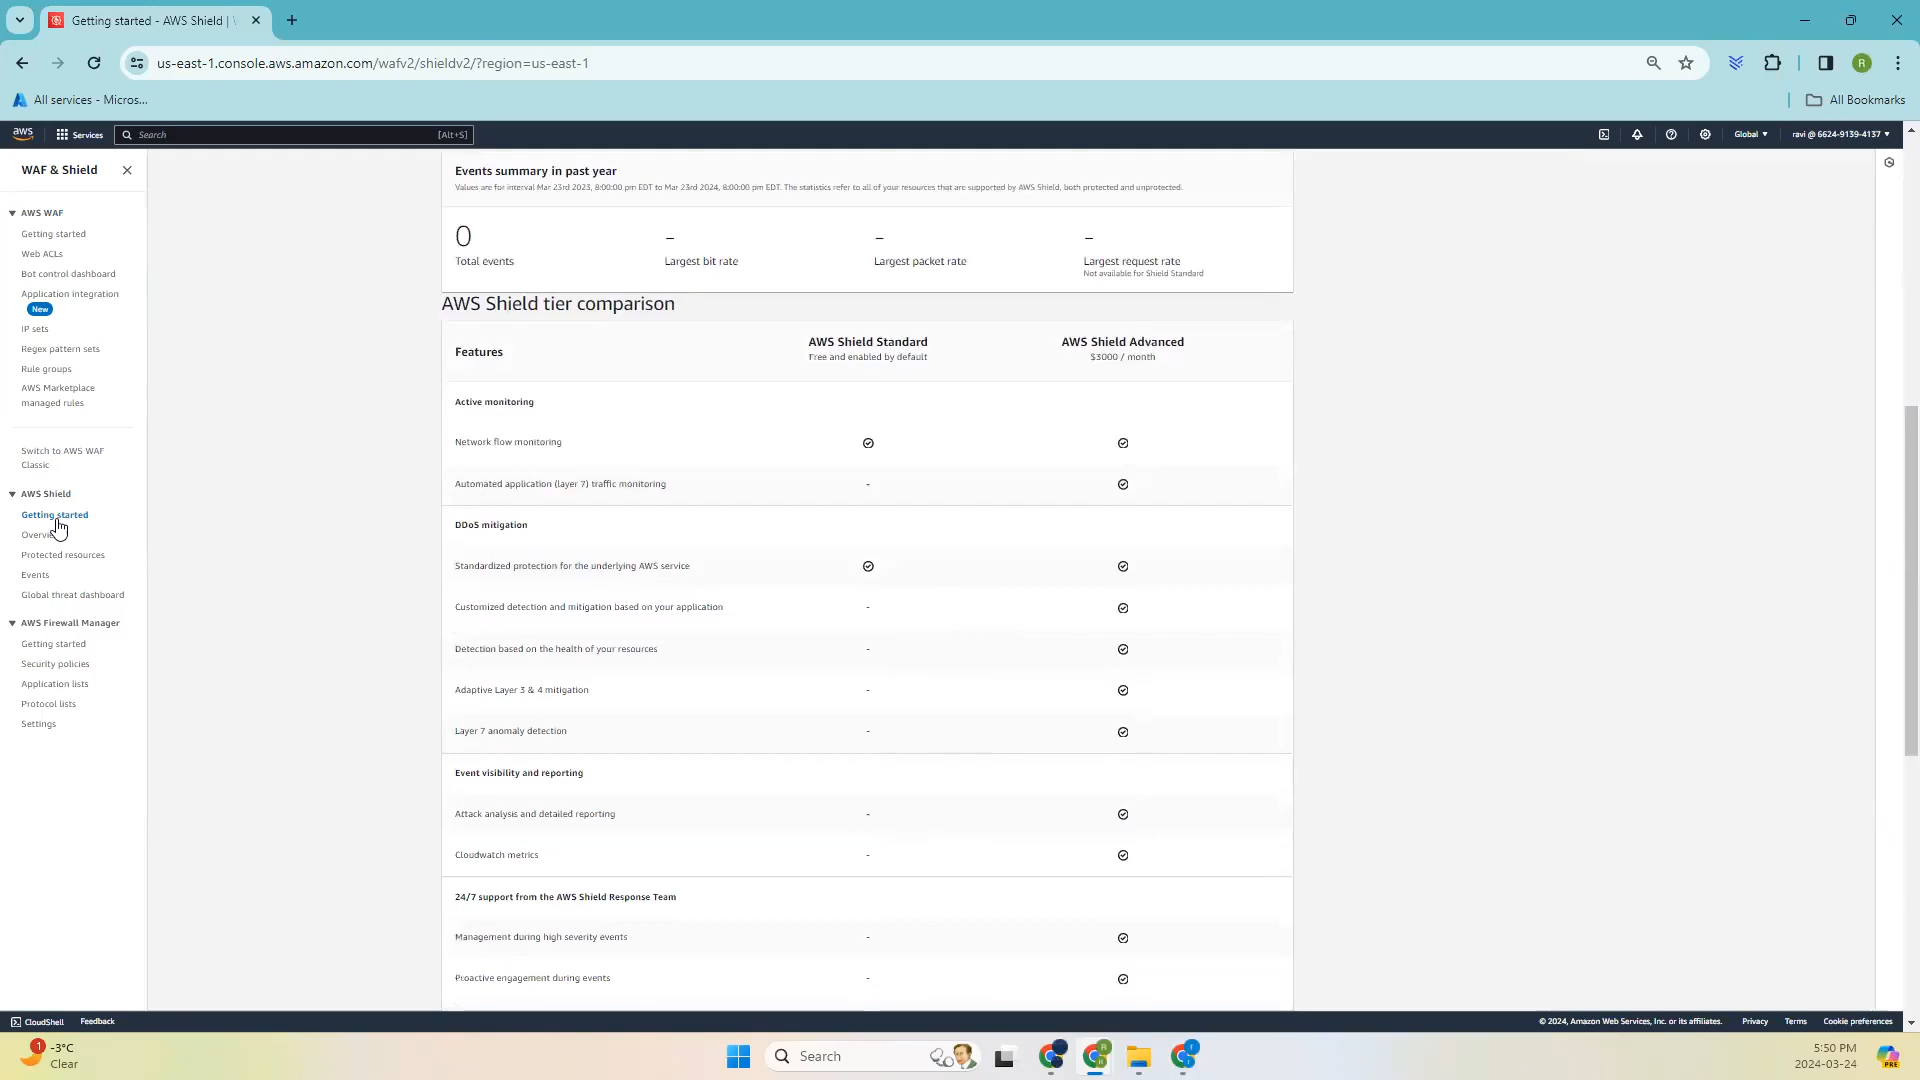 Getting started - AWS Shield |
us-east-1.console.aws.amazon.com/wafv2/shieldv2/?region=us-east-1
R
All services - Micros...
All Bookmarks
aws
Services
Search
[Alt+S]
Global
ravi @ 6624-9139-4137
WAF & Shield
AWS WAF
Getting started
Web ACLs
Bot control dashboard
Application integration
New
IP sets
Regex pattern sets
Rule groups
AWS Marketplace
managed rules
Switch to AWS WAF
Classic
AWS Shield
Getting started
Protected resources
Events
Global threat dashboard
AWS Firewall Manager
Getting started
Security policies
Application lists
Protocol lists
Settings
Events summary in past year
Values are for interval Mar 23rd 2023, 8:00:00 pm EDT to Mar 23rd 2024, 8:00:00 pm EDT. The statistics refer to all of your resources that are supported by AWS Shield, both protected and unprotected.
0 – – –
Total events Largest bit rate Largest packet rate Largest request rate
Not available for Shield Standard
AWS Shield tier comparison
Features AWS Shield Standard AWS Shield Advanced
Free and enabled by default $3000 / month
Active monitoring
Network flow monitoring
Automated application (layer 7) traffic monitoring -
DDoS mitigation
Standardized protection for the underlying AWS service
Customized detection and mitigation based on your application -
Detection based on the health of your resources -
Adaptive Layer 3 & 4 mitigation -
Layer 7 anomaly detection -
Event visibility and reporting
Attack analysis and detailed reporting -
Cloudwatch metrics -
24/7 support from the AWS Shield Response Team
Management during high severity events -
Proactive engagement during events -
CloudShell Feedback
© 2024, Amazon Web Services, Inc. or its affiliates. Privacy Terms Cookie preferences
1
-3°C
Clear
Search
5:50 PM
2024-03-24
PRE